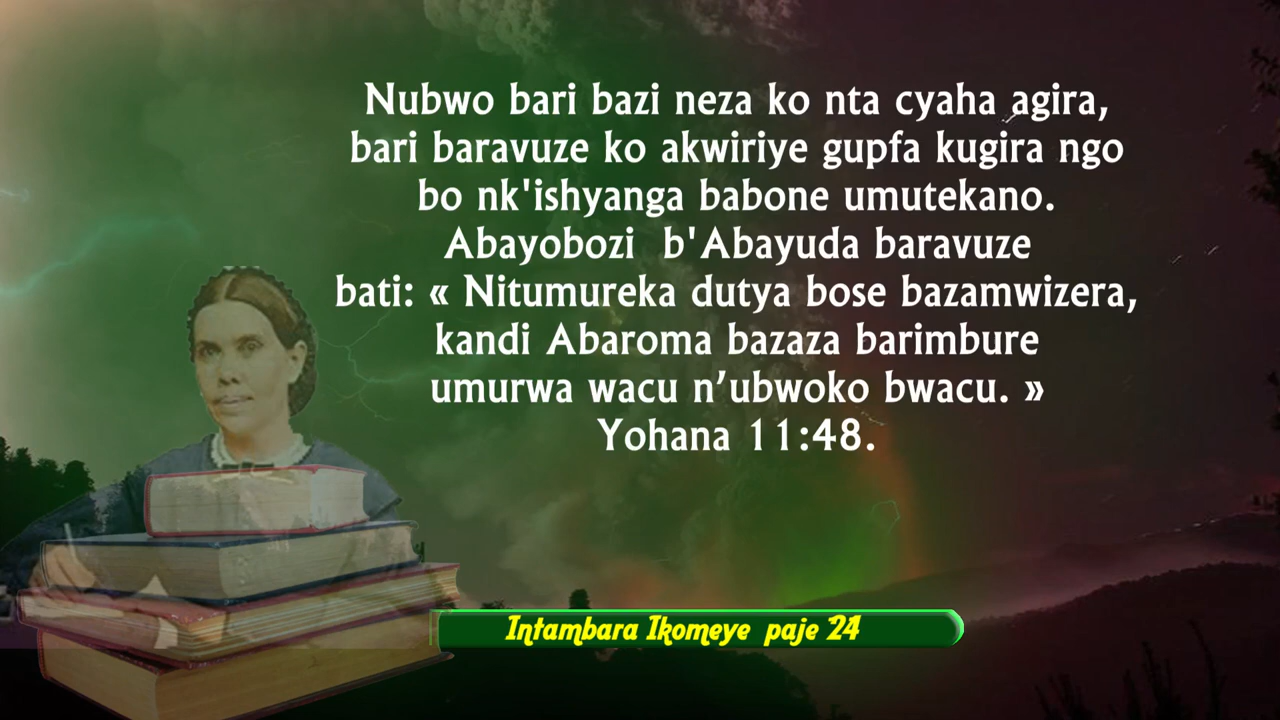 Nubwo bari bazi neza ko nta cyaha agira,
bari baravuze ko akwiriye gupfa kugira ngo
bo nk'ishyanga babone umutekano.
Abayobozi  b'Abayuda baravuze
bati: « Nitumureka dutya bose bazamwizera,
kandi Abaroma bazaza barimbure
umurwa wacu n’ubwoko bwacu. »
Yohana 11:48.
Intambara Ikomeye  paje 24